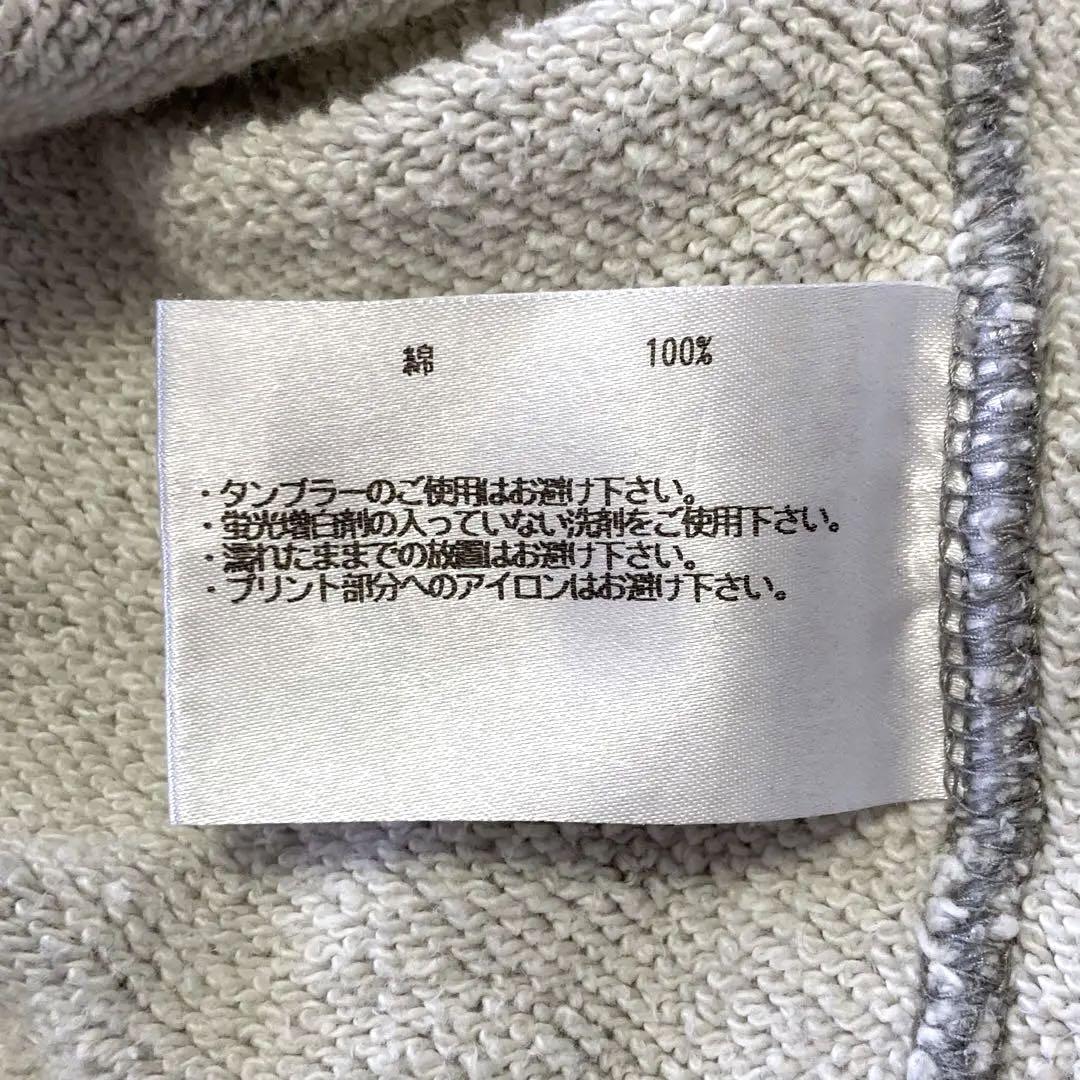 綿 100%
・タンブラーのご使用はお避け下さい。
・蛍光増白剤の入っていない洗剤をご使用下さい。
・濡れたままでの放置はお避け下さい。
・プリント部分へのアイロンはお避け下さい。